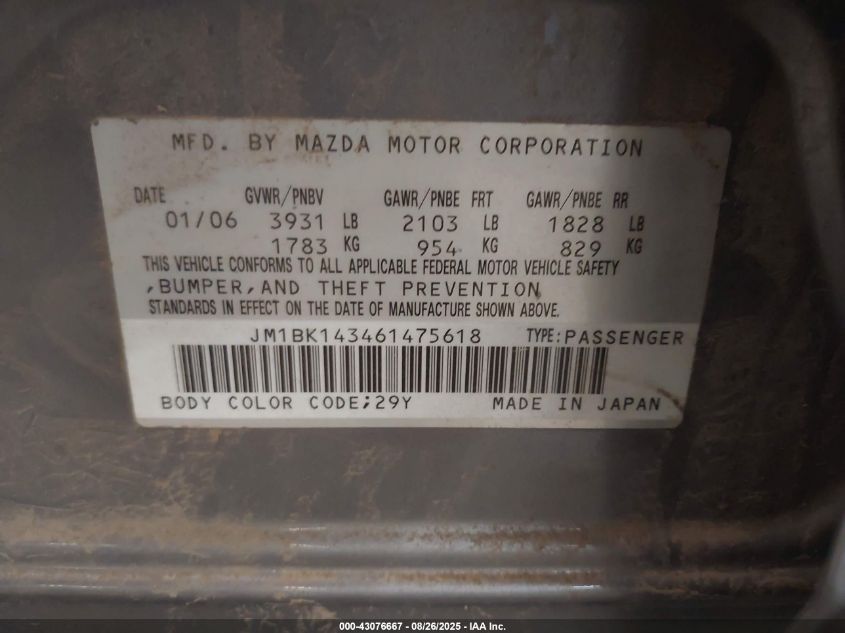 MFD. BY MAZDA MOTOR CORPORATION
DATE GVWR/PNBV GAWR/PNBE FRT GAWR/PNBE RR
01/06 3931 LB 2103 LB 1828 LB
1783 KG 954 KG 829 KG
THIS VEHICLE CONFORMS TO ALL APPLICABLE FEDERAL MOTOR VEHICLE SAFETY
,BUMPER,AND THEFT PREVENTION
STANDARDS IN EFFECT ON THE DATE OF MANUFACTURE SHOWN ABOVE.
JM1BK143461475618 TYPE:PASSENGER
BODY COLOR CODE;29Y MADE IN JAPAN
000-43076667 - 08/26/2025 - IAA Inc.